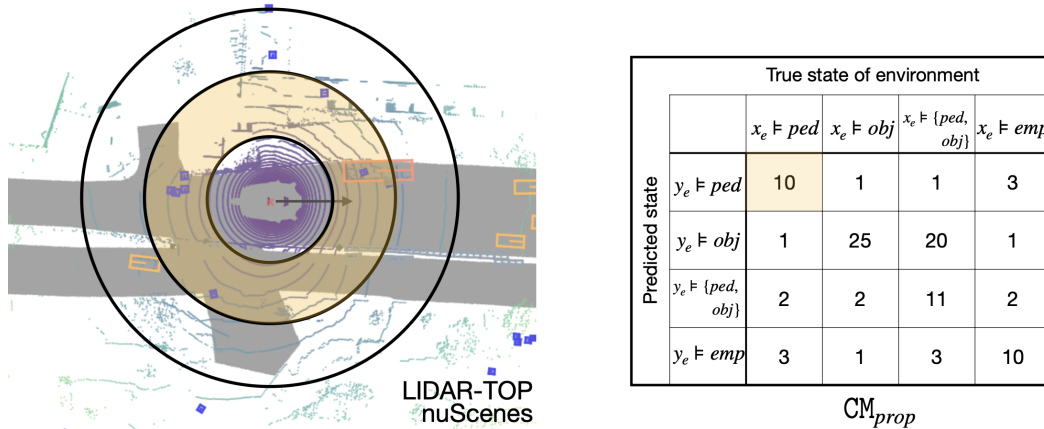 LIDAR-TOP
nuScenes
True state of environment
Predicted state
x_e ⊨ ped x_e ⊨ obj x_e ⊨ {ped, obj} x_e ⊨ emp
y_e ⊨ ped 10 1 1 3
y_e ⊨ obj 1 25 20 1
y_e ⊨ {ped, obj} 2 2 11 2
y_e ⊨ emp 3 1 3 10
CM_prop